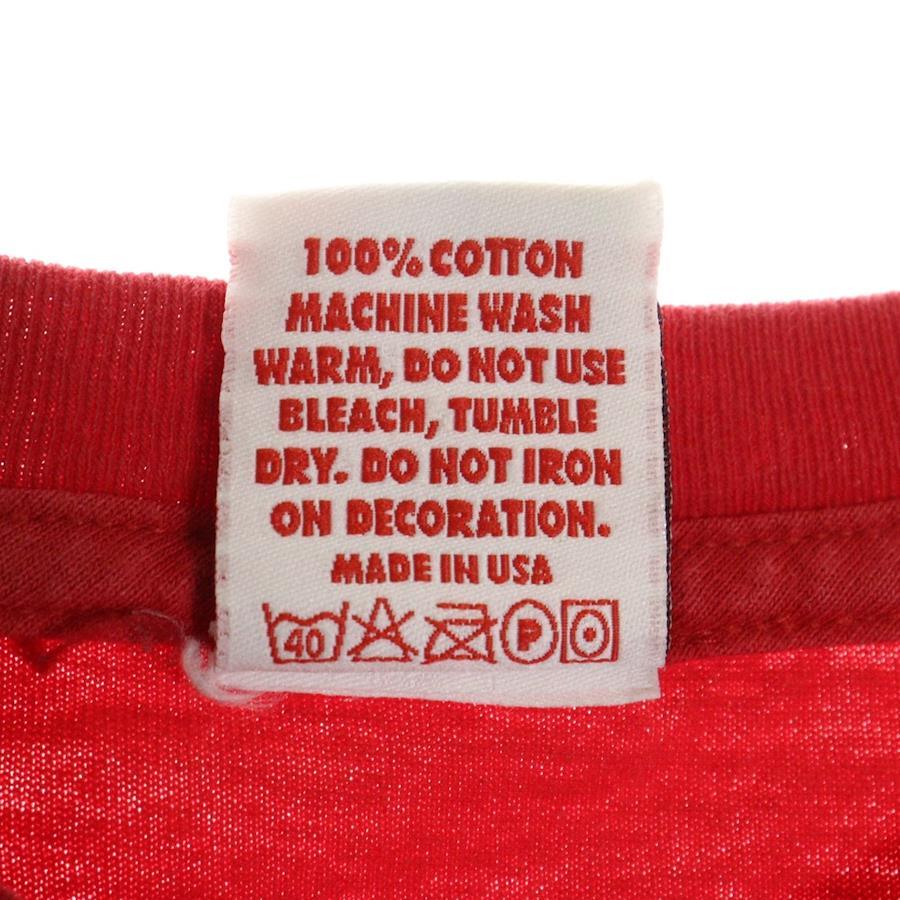 100% COTTON
MACHINE WASH
WARM, DO NOT USE
BLEACH, TUMBLE
DRY. DO NOT IRON
ON DECORATION.
MADE IN USA
40 P